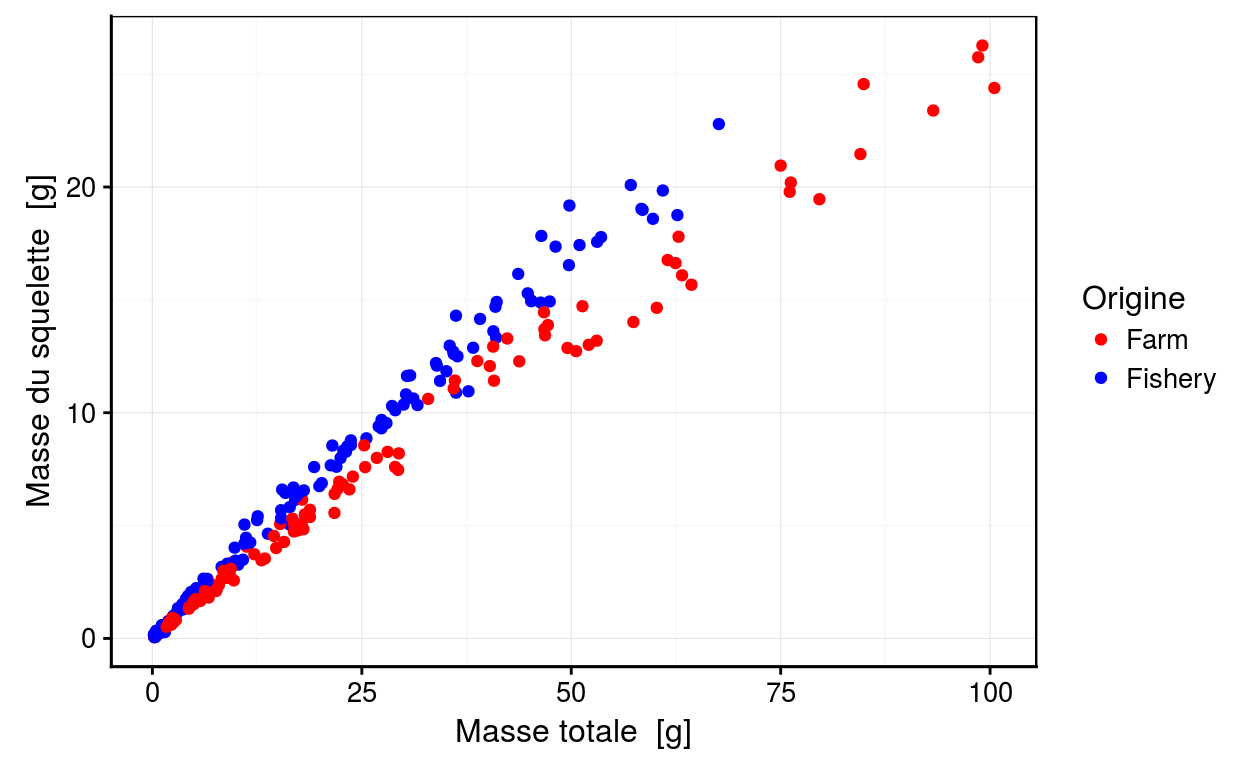 Masse du squelette [g]
20
10
0
0 25 50 75 100
Masse totale [g]
Origine
Farm
Fishery